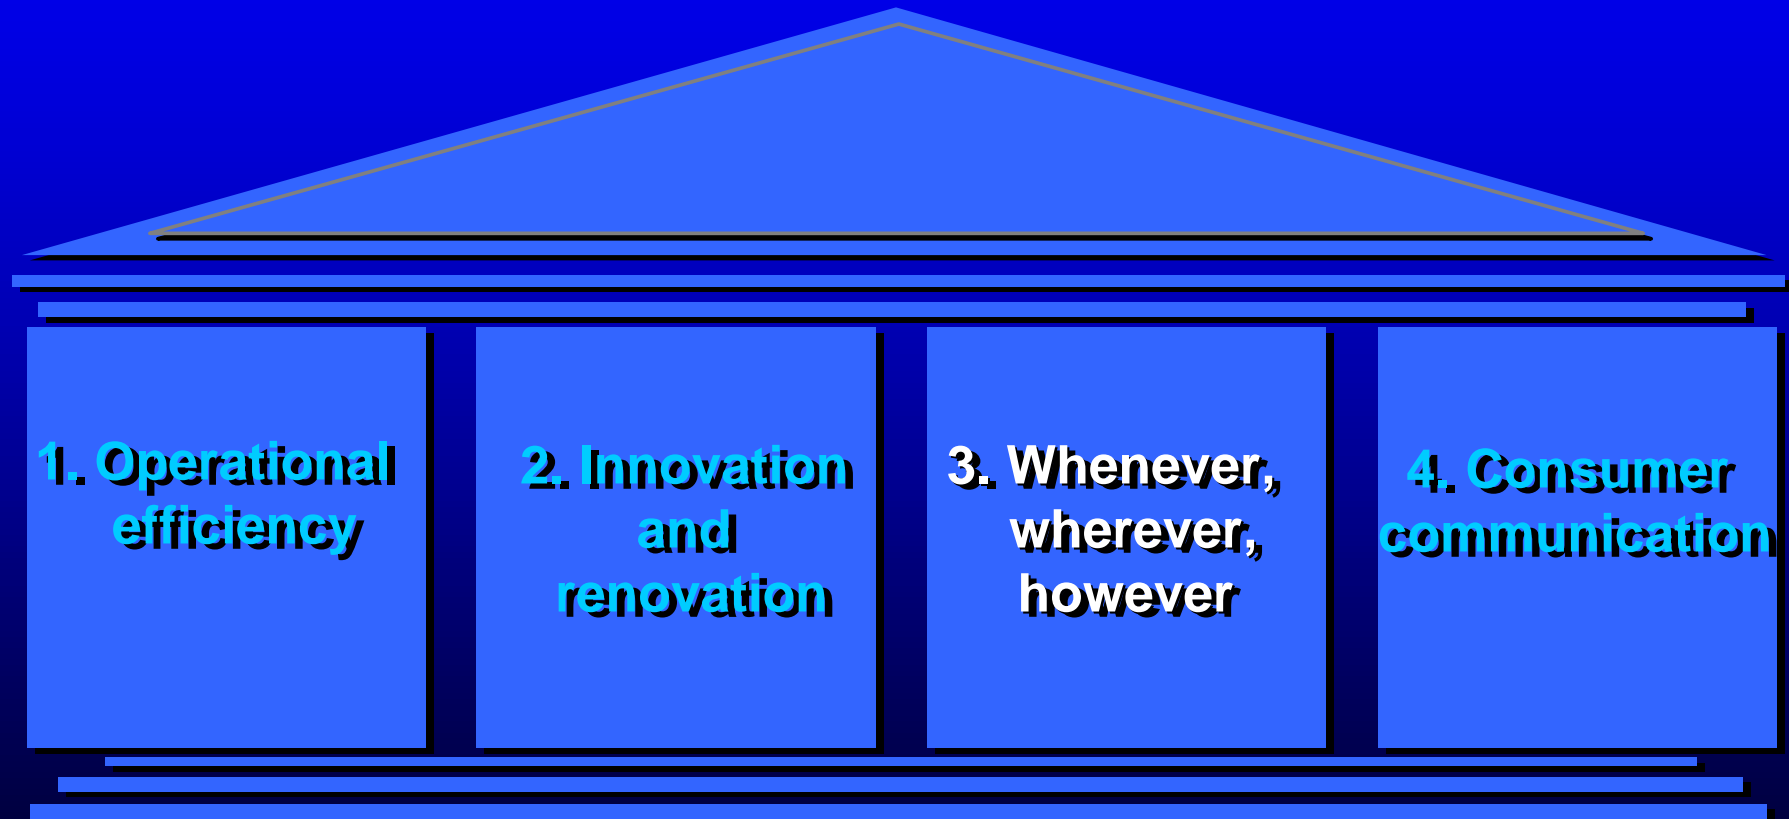 1. Operational
efficiency
2. Innovation
and
renovation
3. Whenever,
wherever,
however
4. Consumer
communication